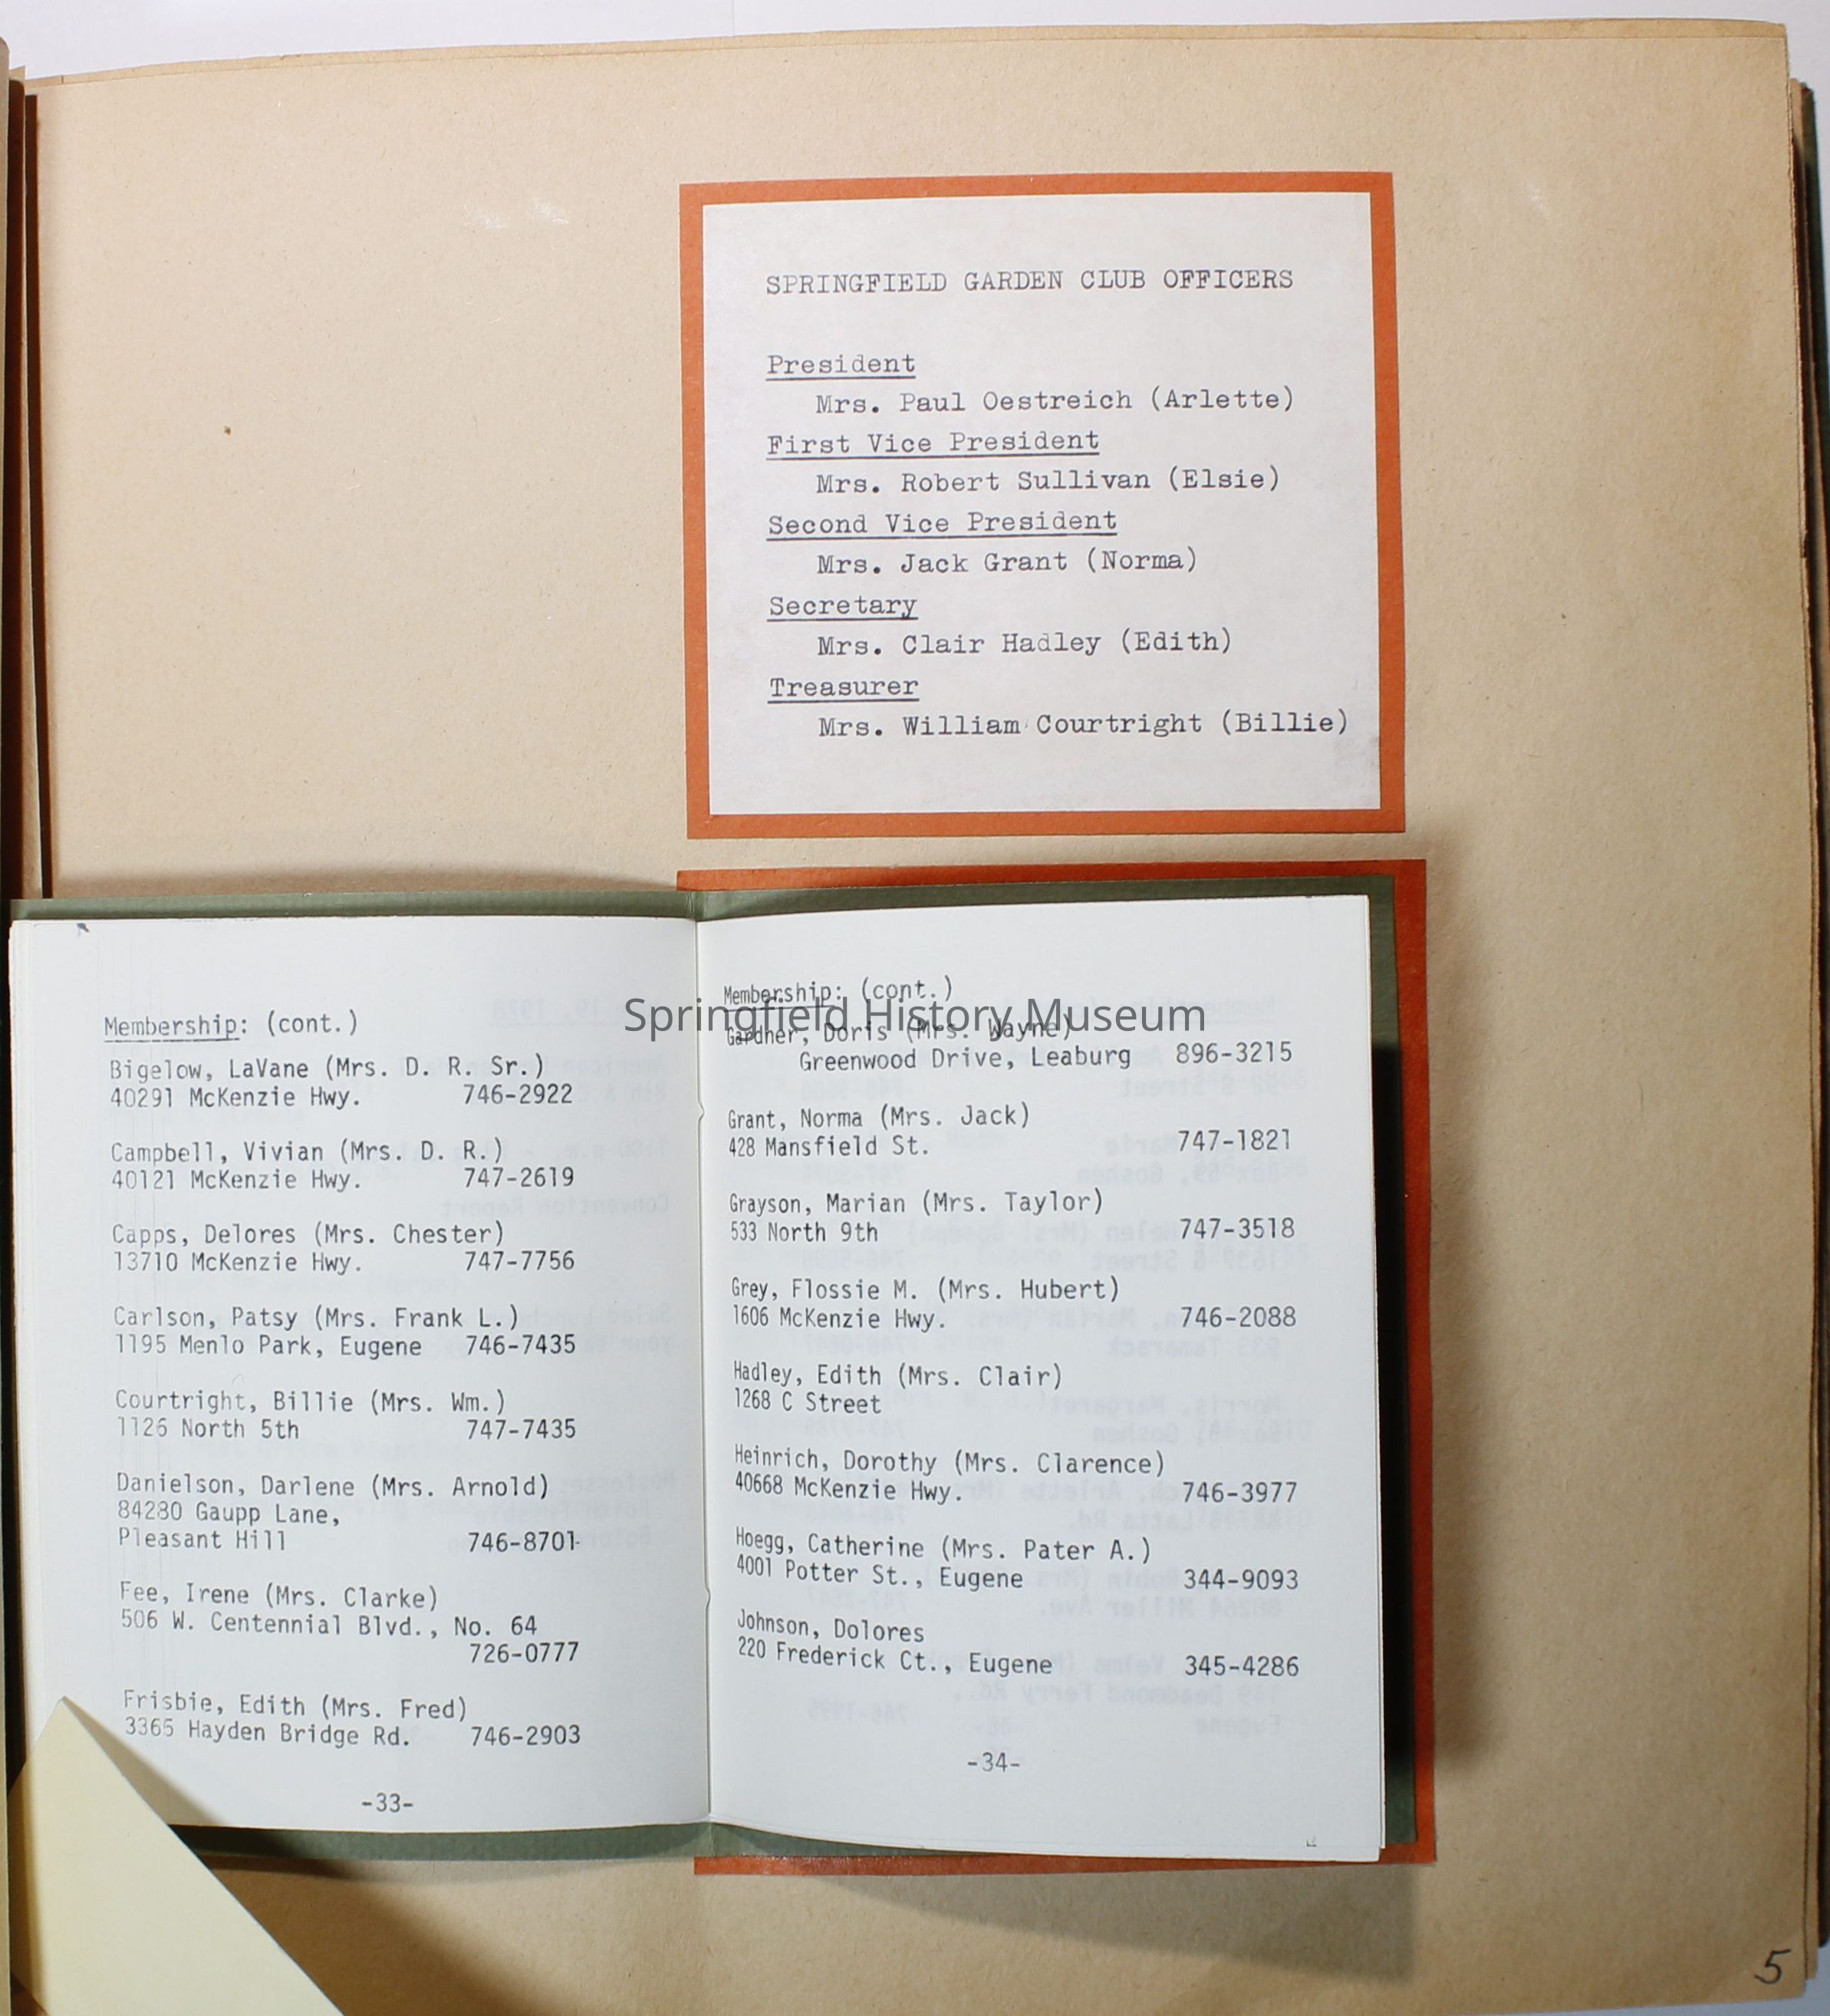 SPRINGFIELD GARDEN CLUB OFFICERS
President
Mrs. Paul Oestreich (Arlette)
First Vice President
Mrs. Robert Sullivan (Elsie)
Second Vice President
Mrs. Jack Grant (Norma)
Secretary
Mrs. Clair Hadley (Edith)
Treasurer
Mrs. William Courtright (Billie)
Membership: (cont.)
Bigelow, LaVane (Mrs. D. R. Sr.)
40291 McKenzie Hwy. 746-2922
Campbell, Vivian (Mrs. D. R.)
40121 McKenzie Hwy. 747-2619
Capps, Delores (Mrs. Chester)
13710 McKenzie Hwy. 747-7756
Carlson, Patsy (Mrs. Frank L.)
1195 Menlo Park, Eugene 746-7435
Courtright, Billie (Mrs. Wm.)
1126 North 5th 747-7435
Danielson, Darlene (Mrs. Arnold)
84280 Gaupp Lane,
Pleasant Hill 746-8701
Fee, Irene (Mrs. Clarke)
506 W. Centennial Blvd., No. 64
726-0777
Frisbie, Edith (Mrs. Fred)
3365 Hayden Bridge Rd. 746-2903
-33-
Membership: (cont.)
Springfield History Museum
Gardner, Doris (Mrs. Wayne)
Greenwood Drive, Leaburg 896-3215
Grant, Norma (Mrs. Jack)
428 Mansfield St. 747-1821
Grayson, Marian (Mrs. Taylor)
533 North 9th 747-3518
Grey, Flossie M. (Mrs. Hubert)
1606 McKenzie Hwy. 746-2088
Hadley, Edith (Mrs. Clair)
1268 C Street
Heinrich, Dorothy (Mrs. Clarence)
40668 McKenzie Hwy. 746-3977
Hoegg, Catherine (Mrs. Pater A.)
4001 Potter St., Eugene 344-9093
Johnson, Dolores
220 Frederick Ct., Eugene 345-4286
-34-
5